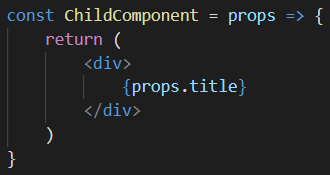 const ChildComponent = props => {
    return (
        <div>
            {props.title}
        </div>
    )
}